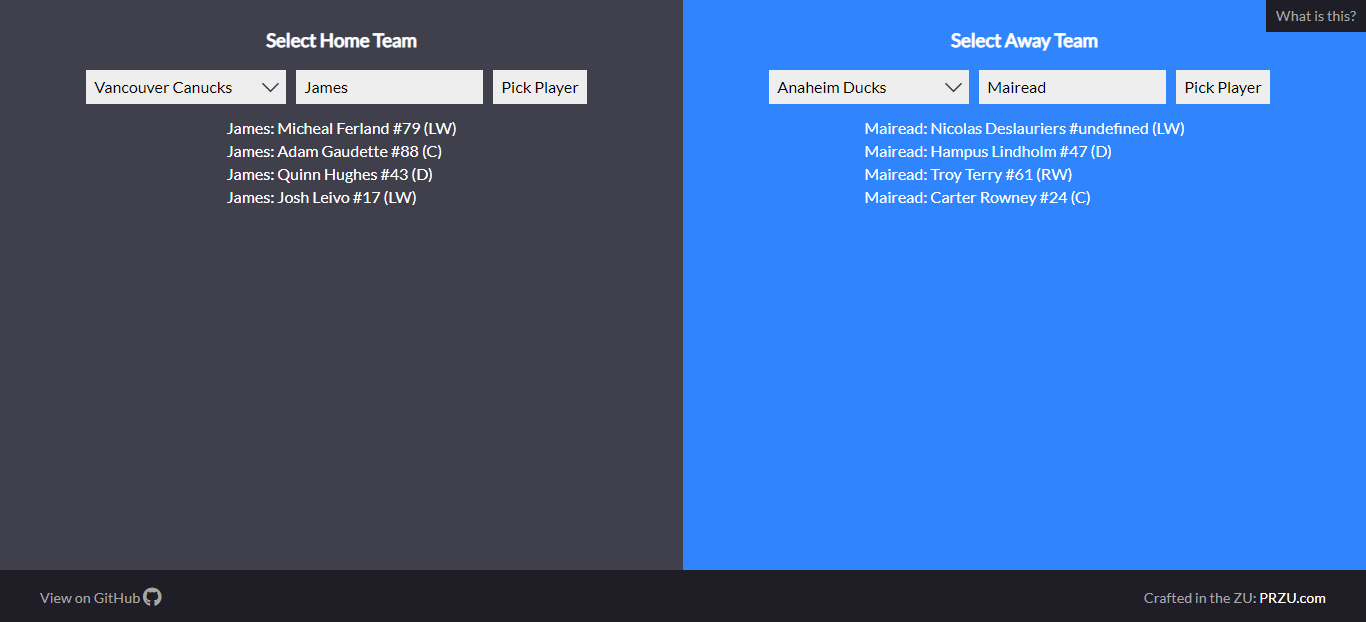 What is this?
Select Home Team
Vancouver Canucks
James
Pick Player
James: Micheal Ferland #79 (LW)
James: Adam Gaudette #88 (C)
James: Quinn Hughes #43 (D)
James: Josh Leivo #17 (LW)
Select Away Team
Anaheim Ducks
Mairead
Pick Player
Mairead: Nicolas Deslauriers #undefined (LW)
Mairead: Hampus Lindholm #47 (D)
Mairead: Troy Terry #61 (RW)
Mairead: Carter Rowney #24 (C)
View on GitHub
Crafted in the ZU: PRZU.com